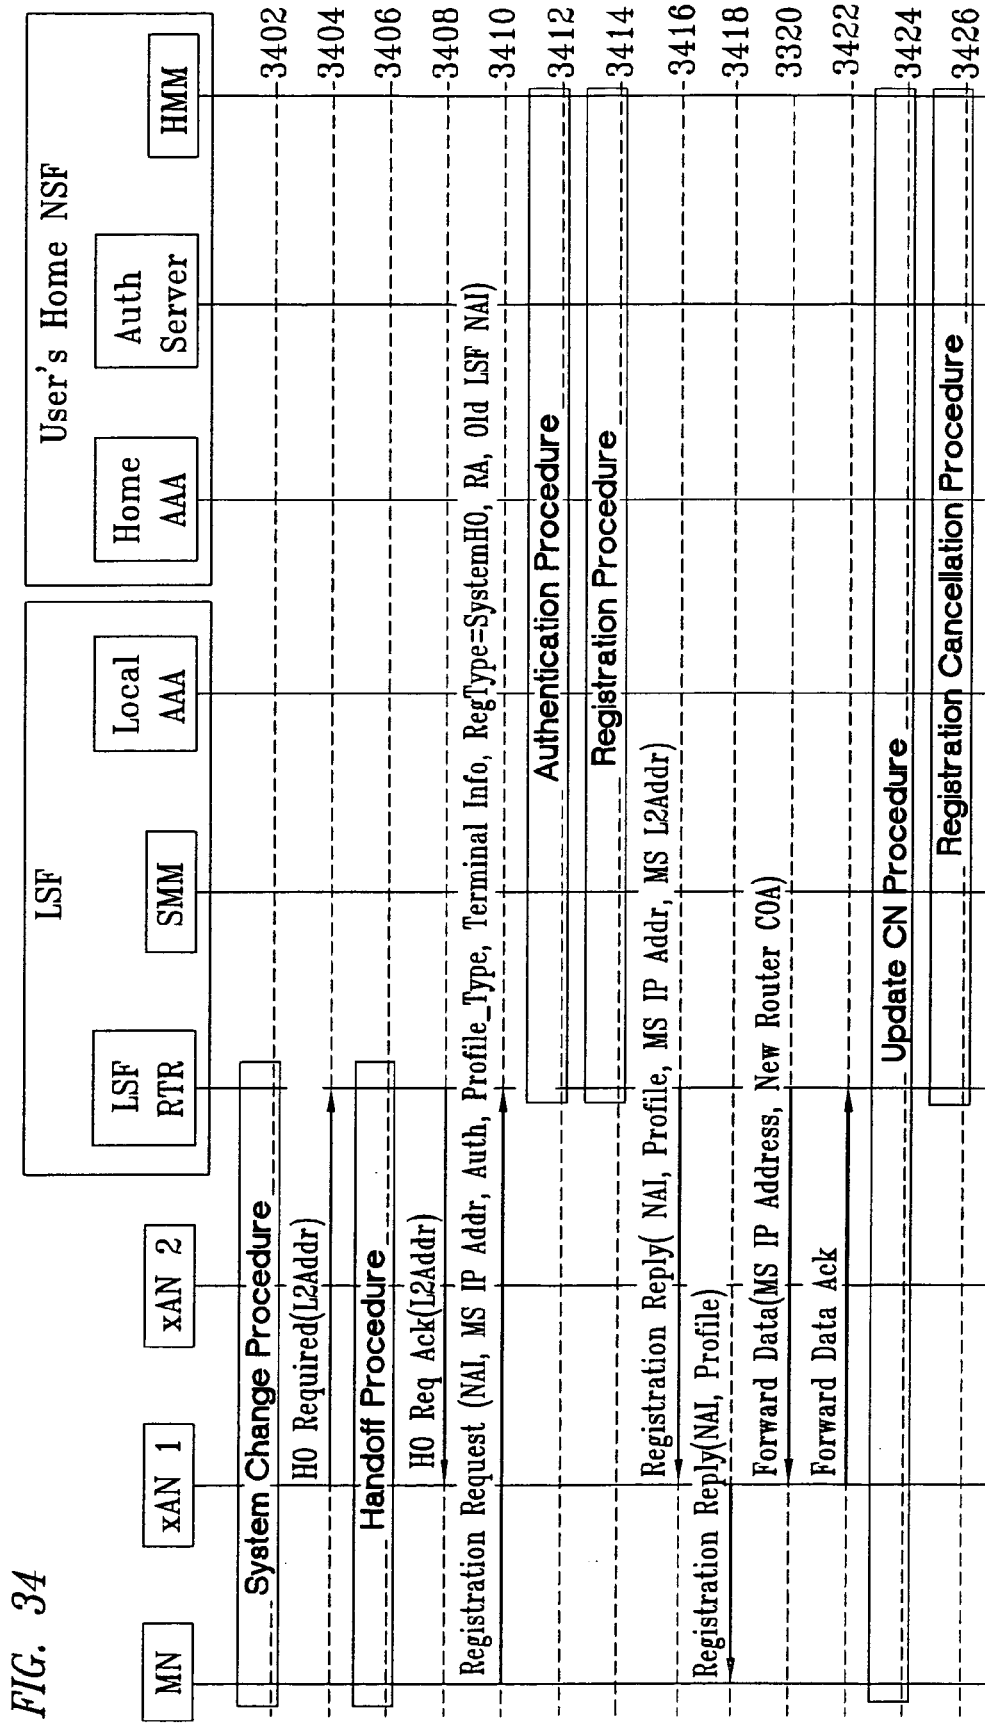 FIG. 34
LSF
User's Home NSF
MN
xAN 1
xAN 2
LSF
RTR
SMM
Local
AAA
Home
AAA
Auth
Server
HMM
System Change Procedure
3402
HO Required(L2Addr)
3404
Handoff Procedure
3406
HO Req Ack(L2Addr)
3408
Registration Request (NAI, MS IP Addr, Auth, Profile_Type, Terminal Info, RegType=SystemHO, RA, Old LSF NAI)
3410
Authentication Procedure
3412
Registration Procedure
3414
Registration Reply( NAI, Profile, MS IP Addr, MS L2Addr)
3416
Registration Reply(NAI, Profile)
3418
Forward Data(MS IP Address, New Router COA)
3320
Forward Data Ack
3422
Update CN Procedure
3424
Registration Cancellation Procedure
3426